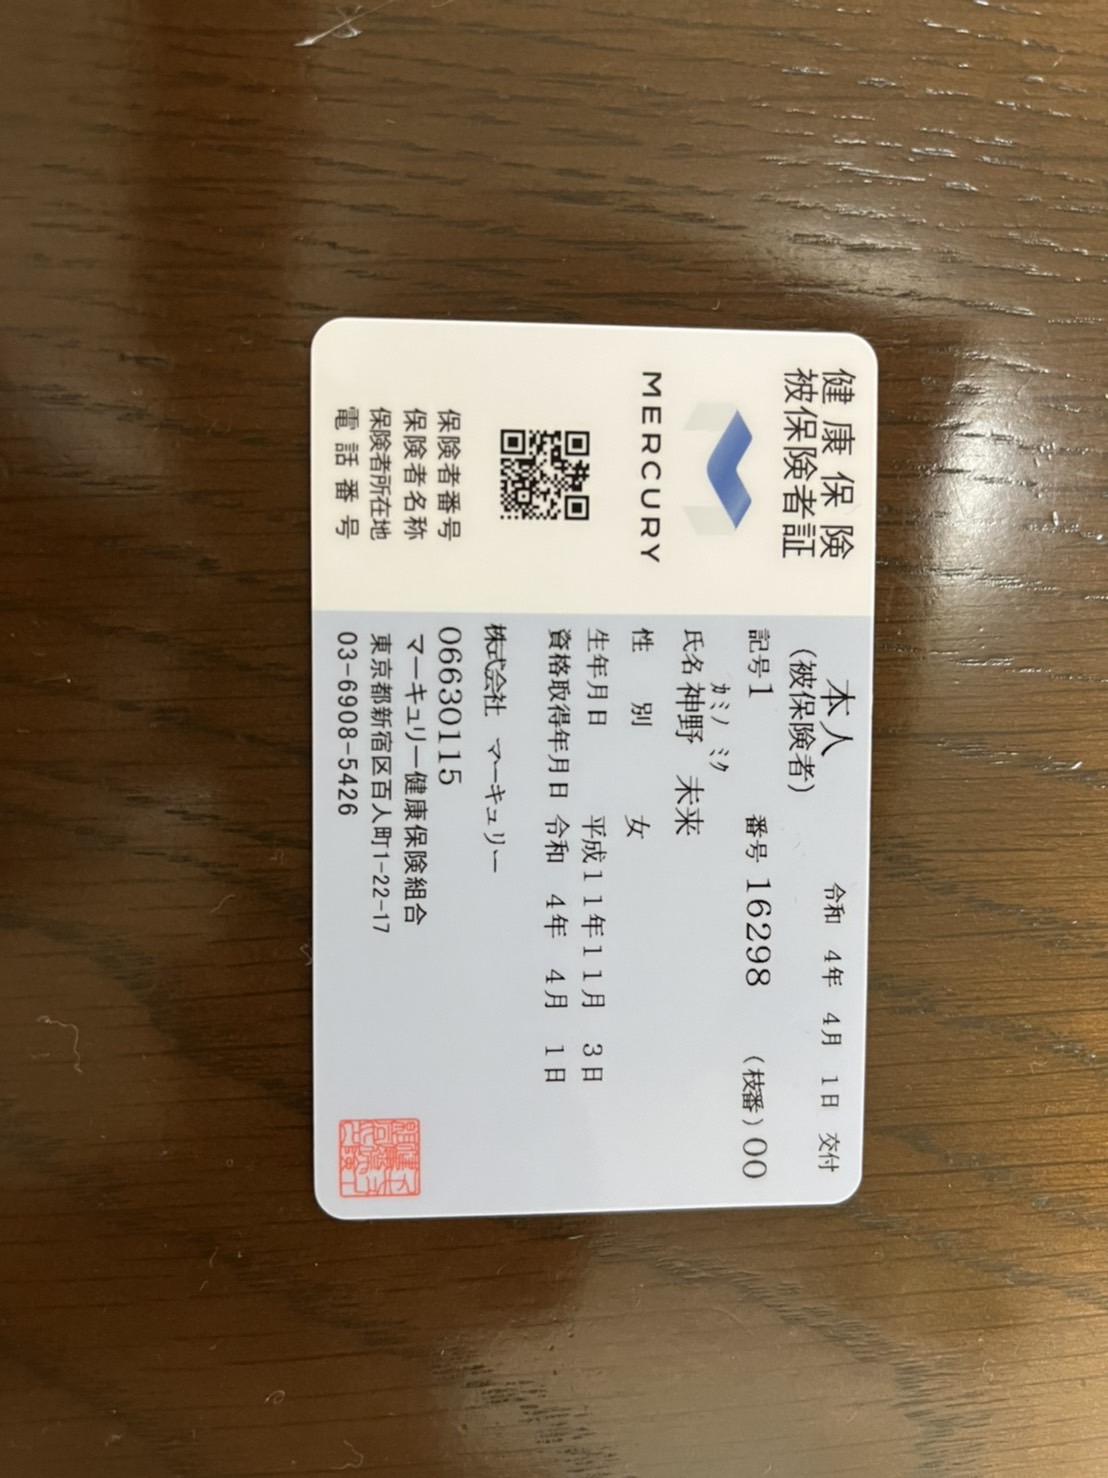 健康保険
被保険者証
MERCURY
本人
(被保険者)
令和 4年 4月 1日 交付
記号1 番号16298 (枝番)00
カミノ ミク
氏名 神野 未来
性別 女
生年月日 平成11年11月 3日
資格取得年月日 令和 4年 4月 1日
株式会社 マーキュリー
保険者番号 06630115
保険者名称 マーキュリー健康保険組合
保険者所在地 東京都新宿区百人町1-22-17
電話番号 03-6908-5426